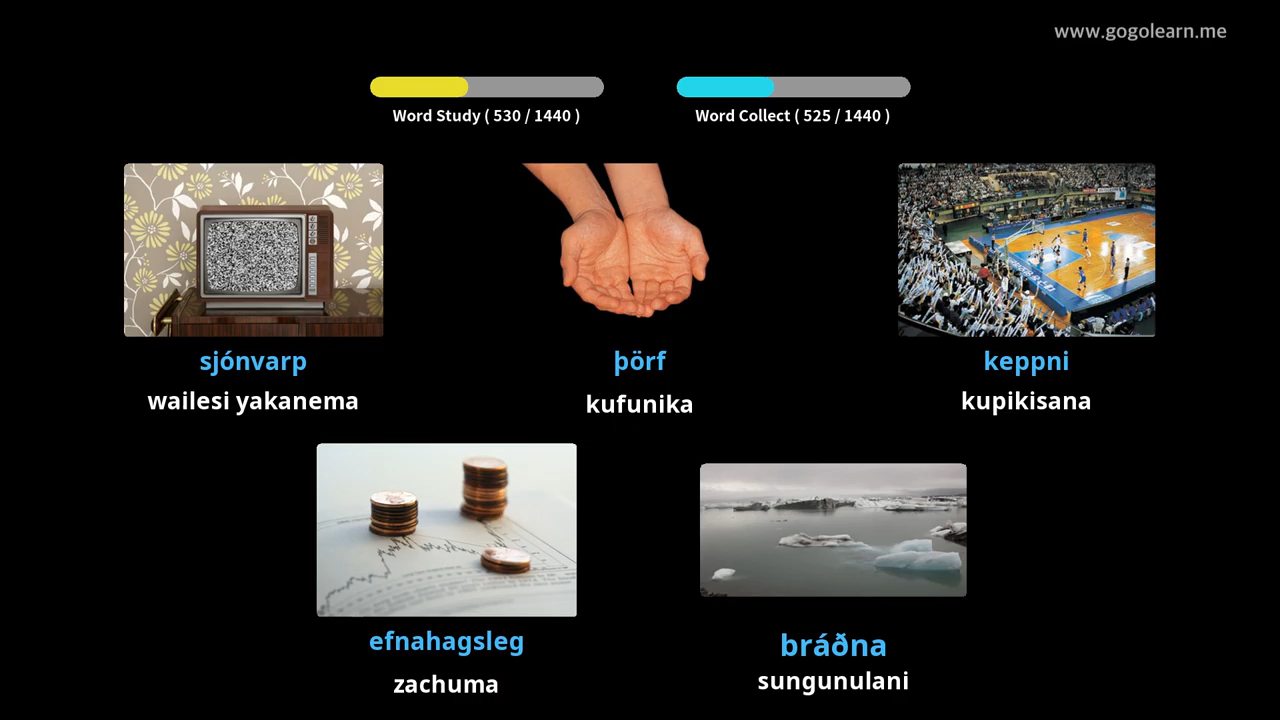 www.gogolearn.me
Word Study ( 530 / 1440 )
Word Collect ( 525 / 1440 )
sjónvarp
wailesi yakanema
þörf
kufunika
keppni
kupikisana
efnahagsleg
zachuma
bráðna
sungunulani